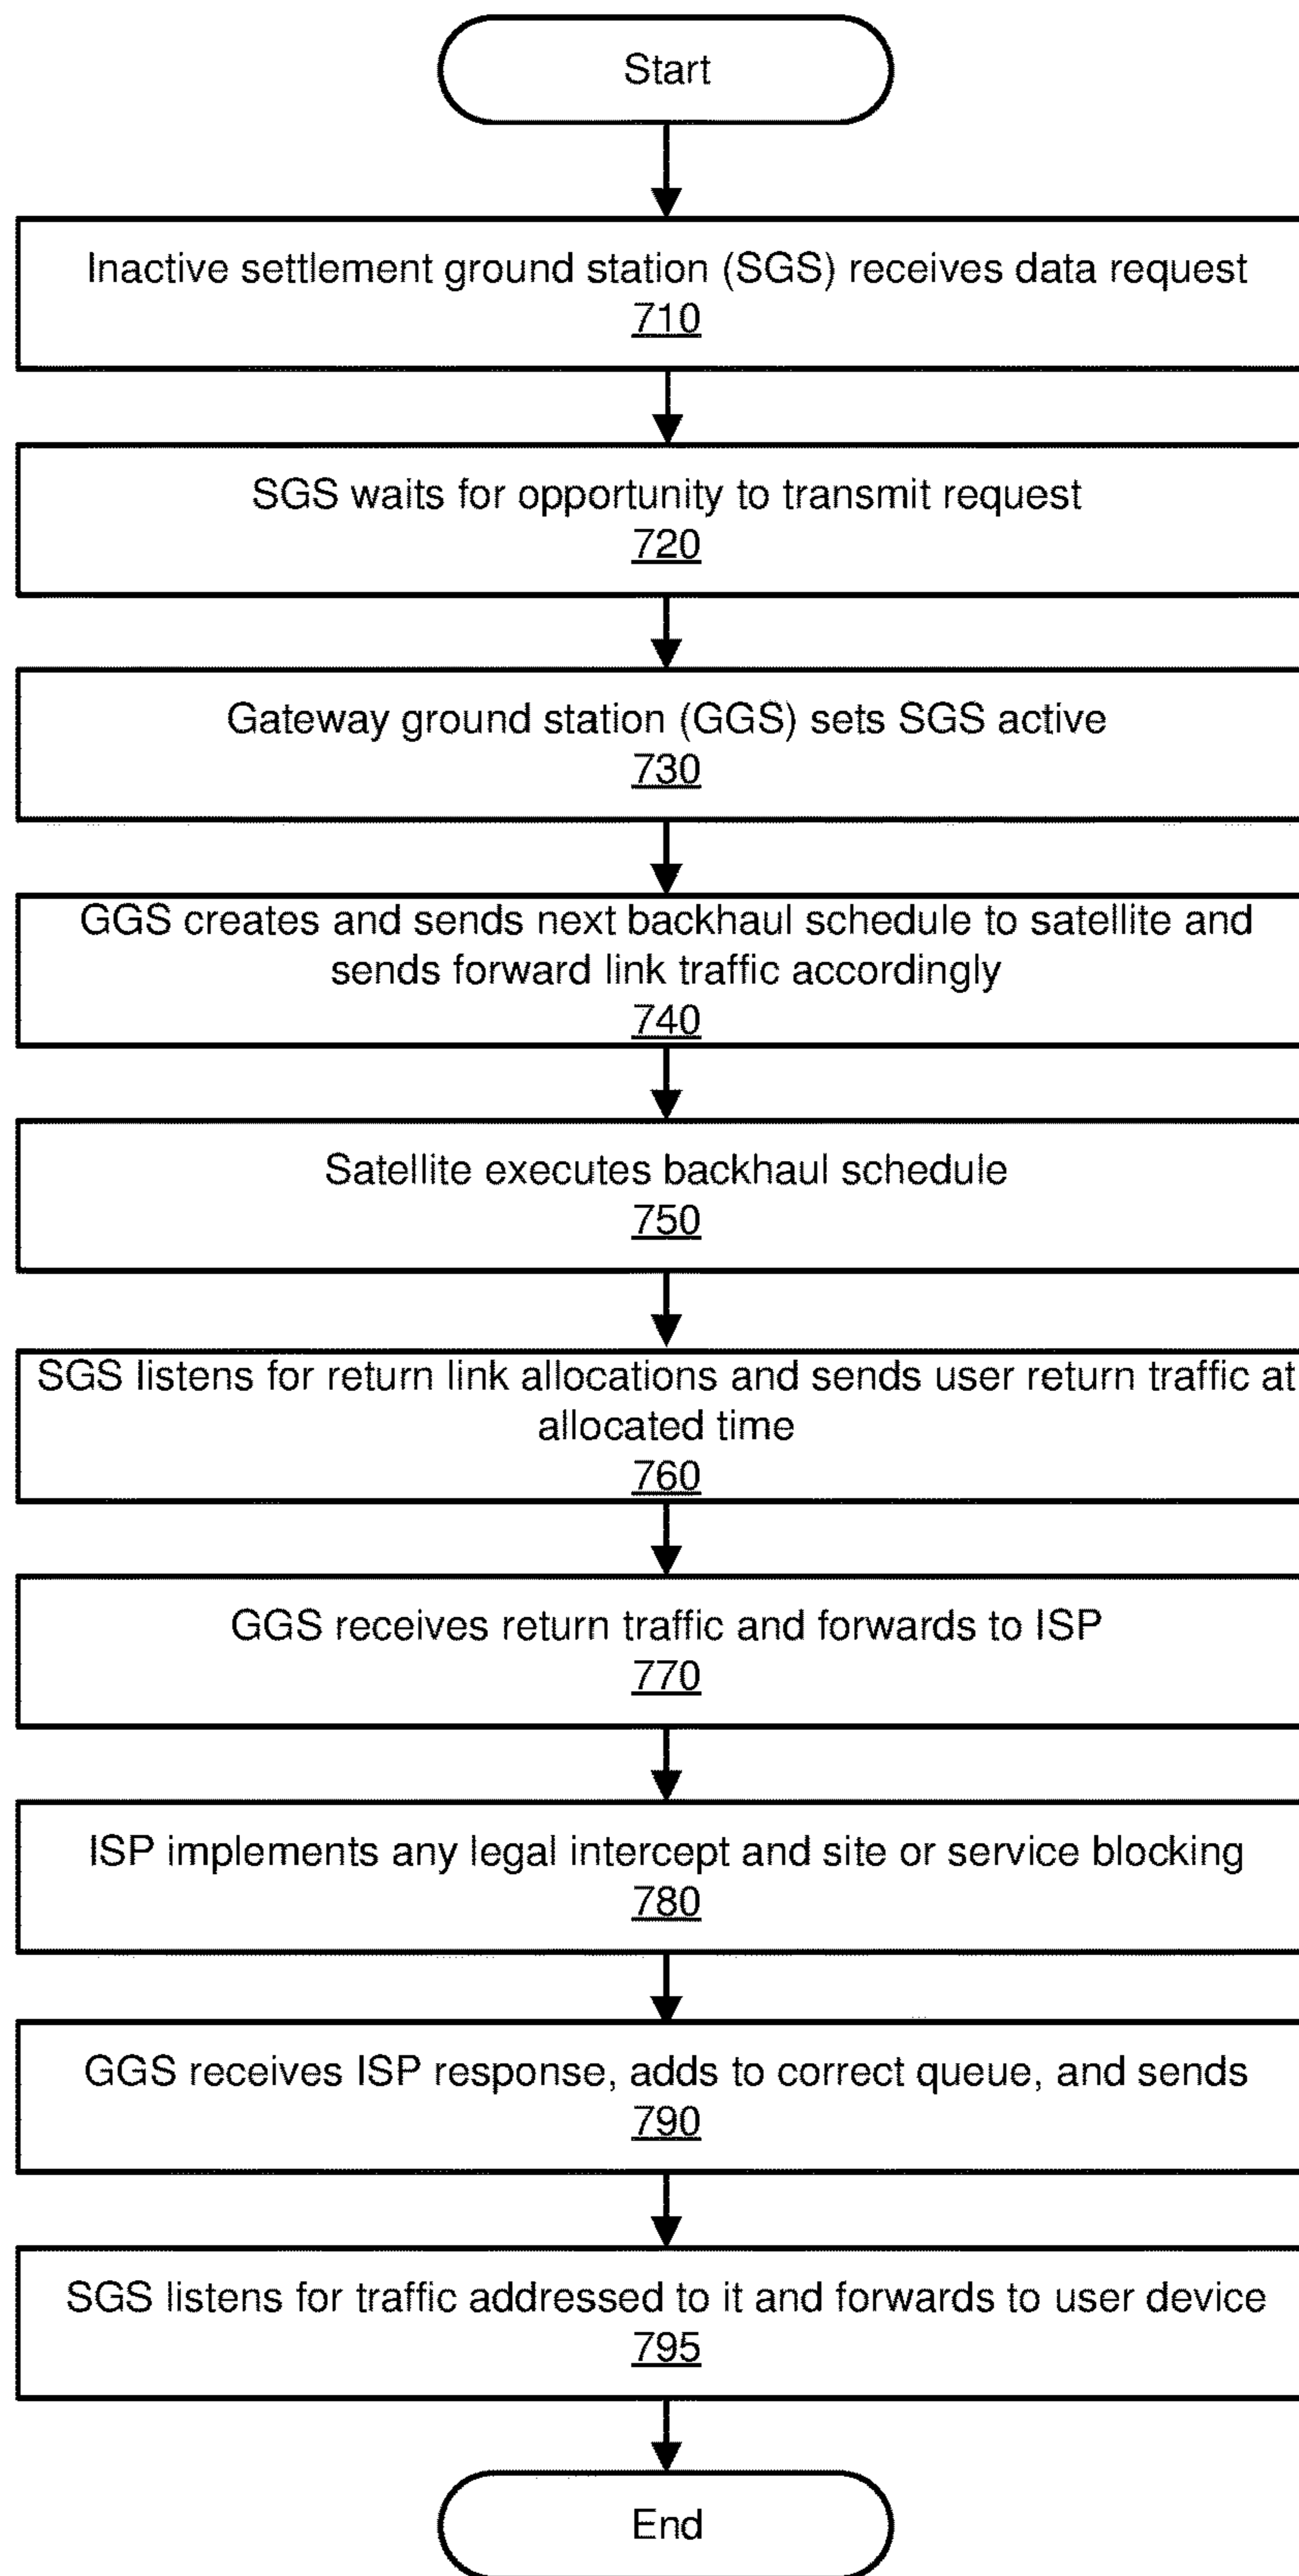 Start
Inactive settlement ground station (SGS) receives data request
710
SGS waits for opportunity to transmit request
720
Gateway ground station (GGS) sets SGS active
730
GGS creates and sends next backhaul schedule to satellite and
sends forward link traffic accordingly
740
Satellite executes backhaul schedule
750
SGS listens for return link allocations and sends user return traffic at
allocated time
760
GGS receives return traffic and forwards to ISP
770
ISP implements any legal intercept and site or service blocking
780
GGS receives ISP response, adds to correct queue, and sends
790
SGS listens for traffic addressed to it and forwards to user device
795
End